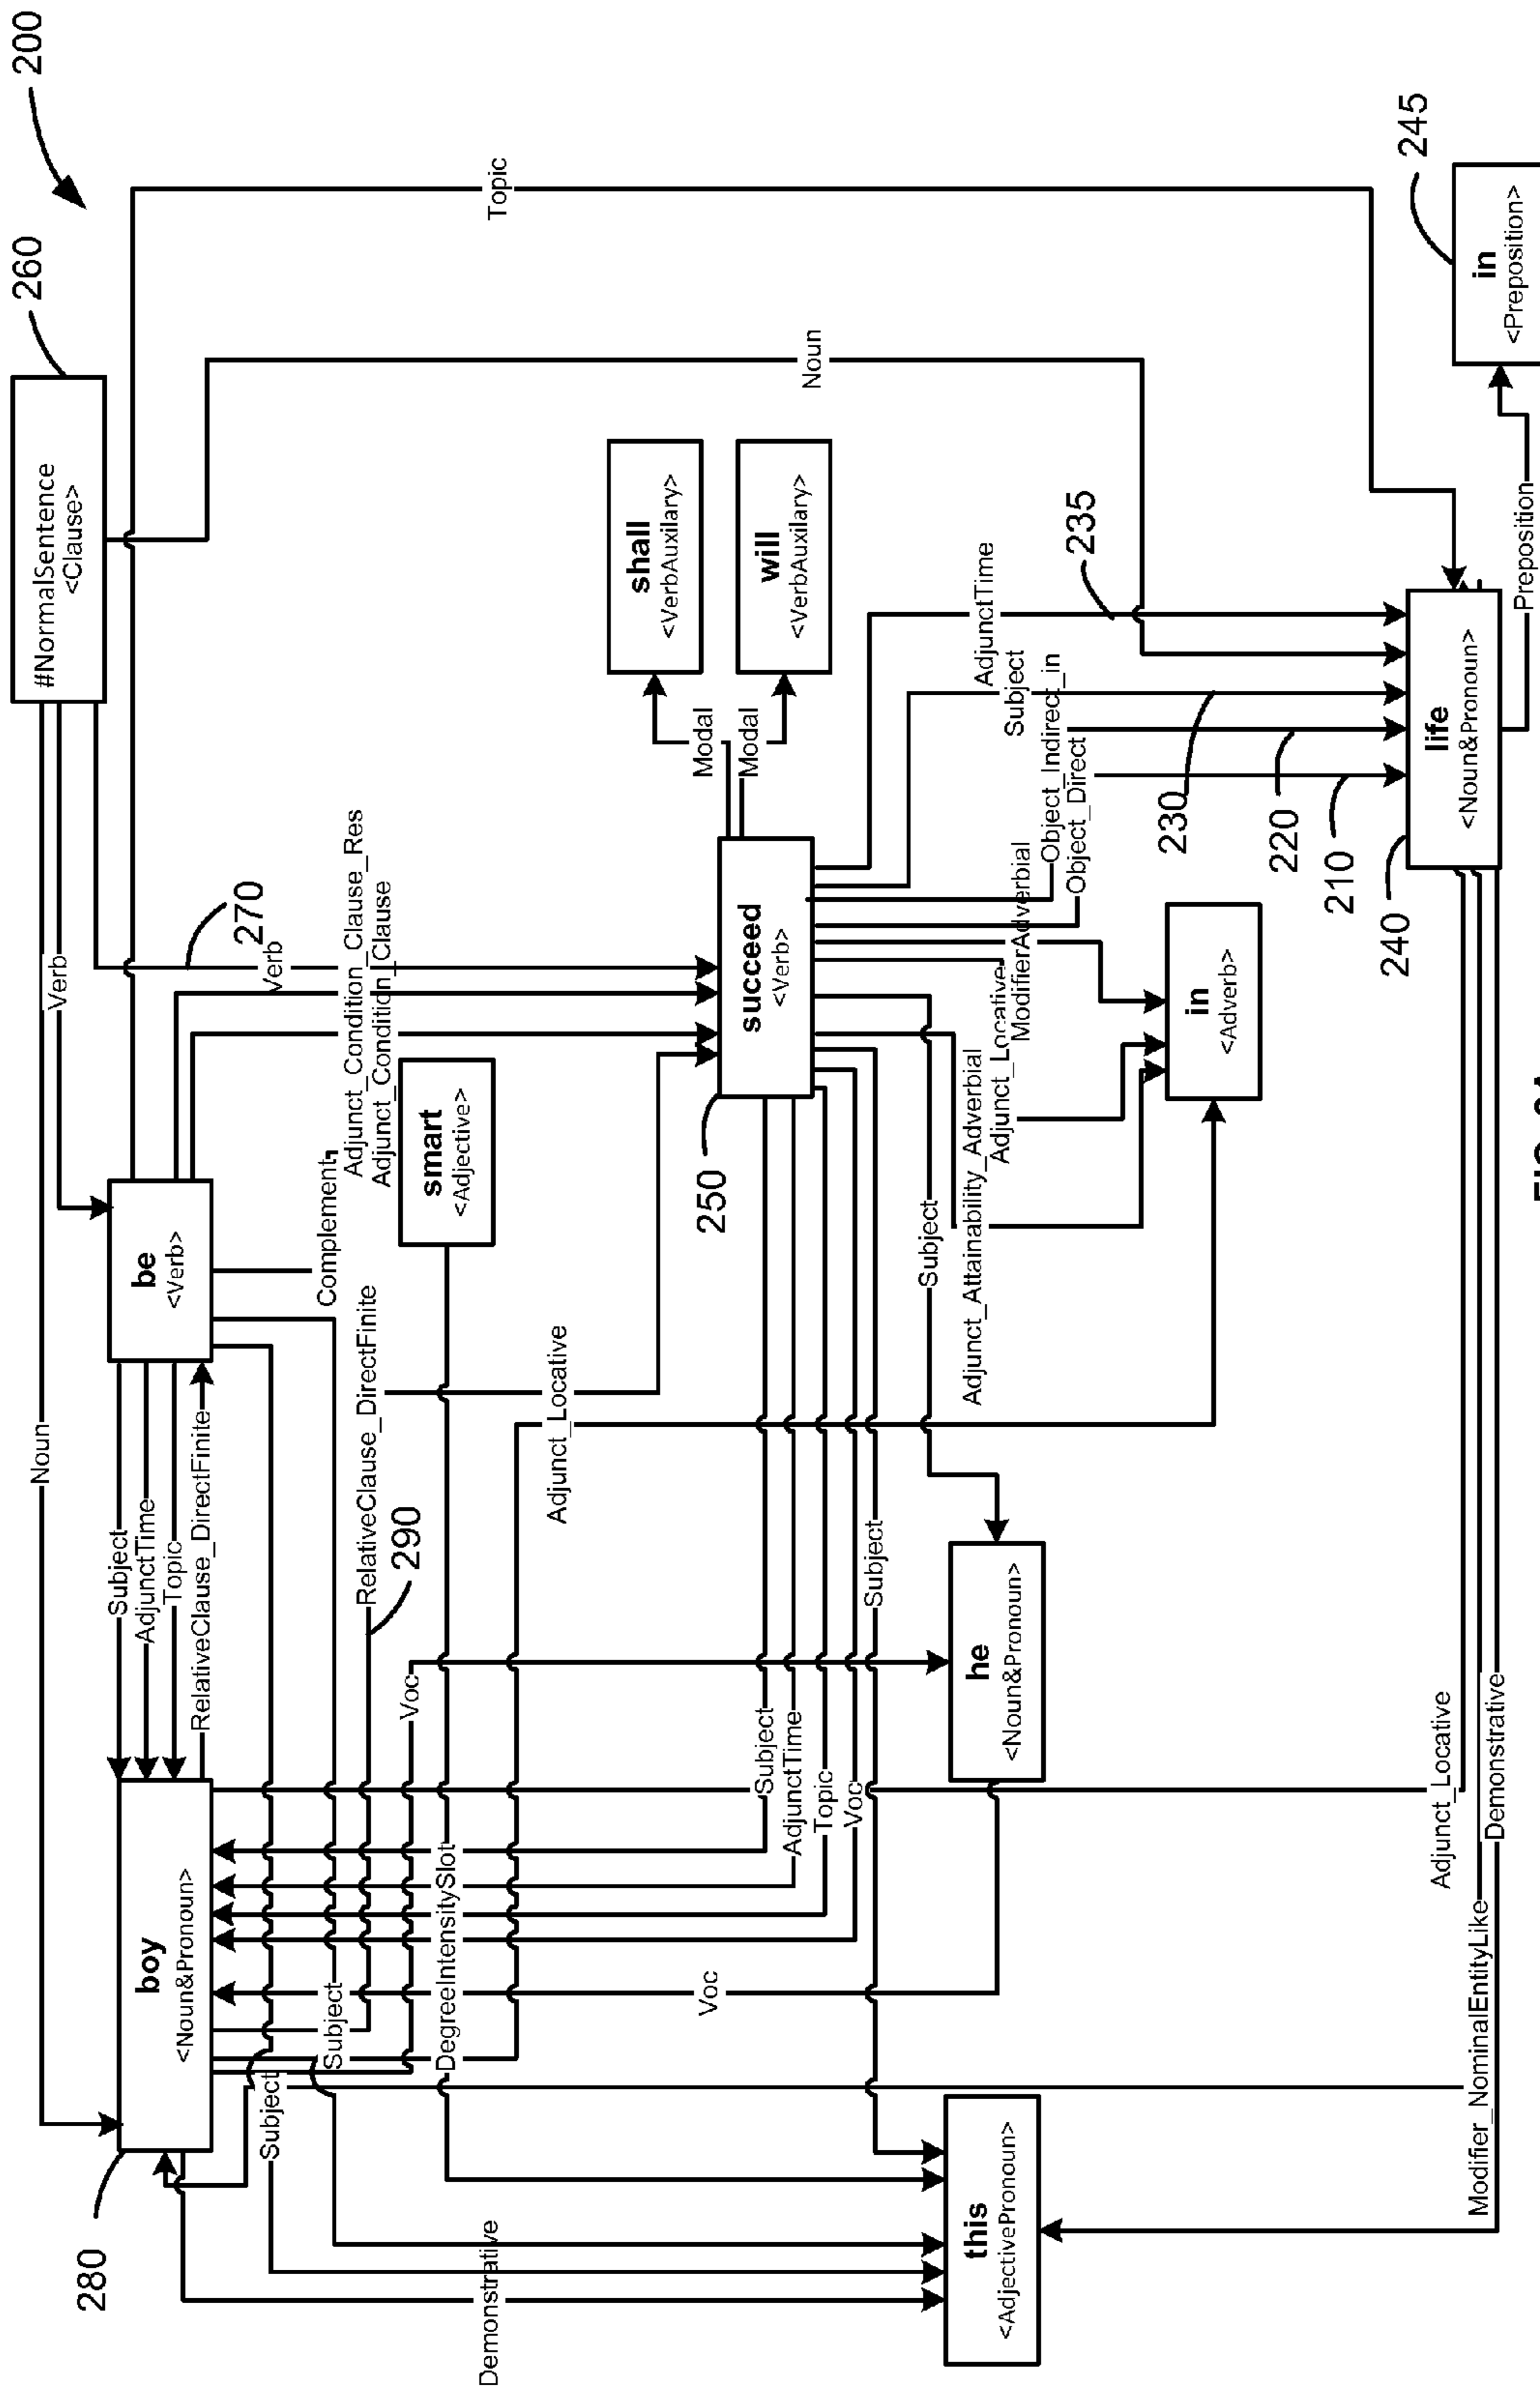 200
260
#NormalSentence
<Clause>
Noun
Verb
280
boy
<Noun&Pronoun>
Subject
AdjunctTime
Topic
RelativeClause_DirectFinite
be
<Verb>
270
Verb
Topic
Subject
Subject
Complement
Adjunct_Condition_Clause_Res
Adjunct_Condition_Clause
RelativeClause_DirectFinite
290
Voc
DegreeIntensitySlot
smart
<Adjective>
Demonstrative
Adjunct_Locative
shall
<VerbAuxilary>
Modal
Modal
will
<VerbAuxilary>
Noun
250
succeed
<Verb>
Voc
Subject
AdjunctTime
Topic
Voc
Subject
Subject
this
<AdjectivePronoun>
he
<Noun&Pronoun>
Adjunct_Attainability_Adverbial
Adjunct_Locative
ModifierAdverbial
Object_Indirect_in
Object_Direct
AdjunctTime
Subject
235
230
220
210
in
<Adverb>
240
life
<Noun&Pronoun>
245
in
<Preposition>
Preposition
Adjunct_Locative
Modifier_NominalEntityLike
Demonstrative